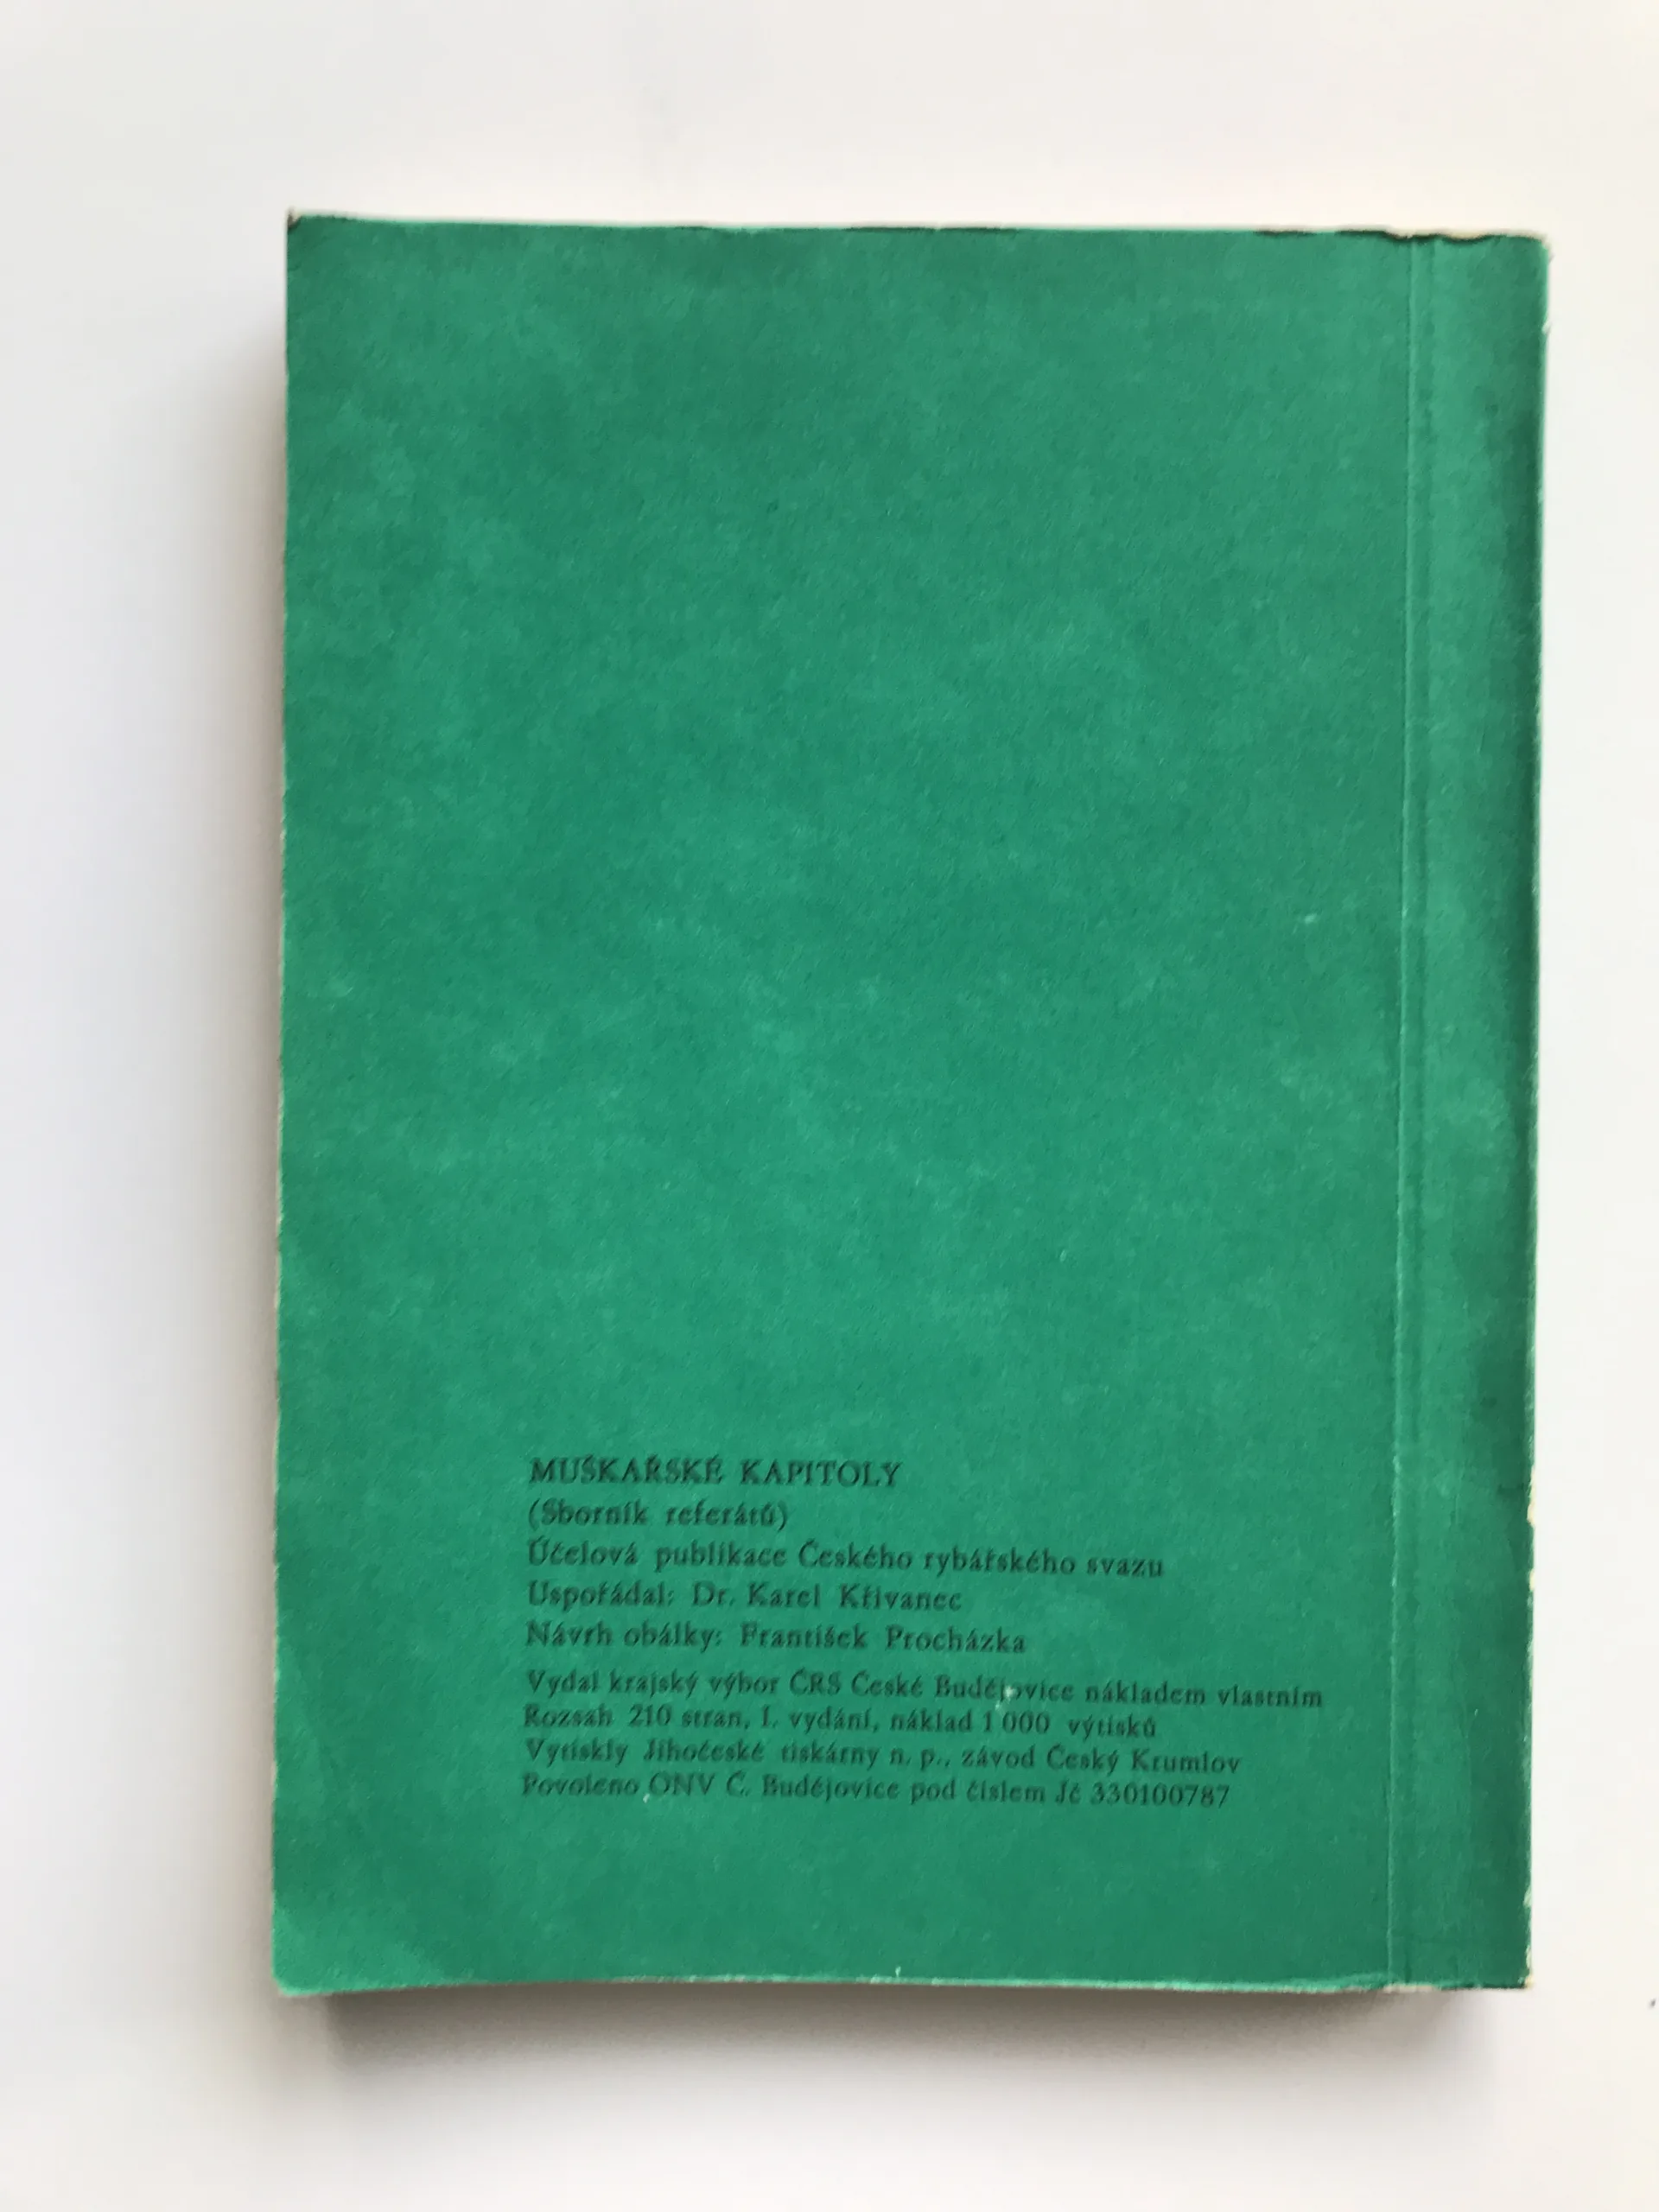 MUŠKAŘSKÉ KAPITOLY
(Sborník referátů)
Účelová publikace Českého rybářského svazu
Uspořádal: Dr. Karel Křivanec
Návrh obálky: František Procházka
Vydal krajský výbor ČRS České Budějovice nákladem vlastním
Rozsah 210 stran, I. vydání, náklad 1 000 výtisků
Vytiskly Jihočeské tiskárny n. p., závod Český Krumlov
Povoleno ONV Č. Budějovice pod číslem Jč 330100787